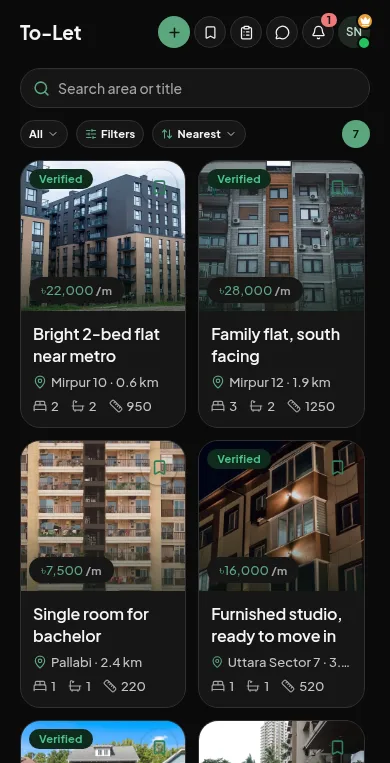 To-Let
1
SN
Search area or title
All
Filters
Nearest
7
Verified
৳22,000 /m
Bright 2-bed flat
near metro
Mirpur 10 · 0.6 km
2 2 950
Verified
৳28,000 /m
Family flat, south
facing
Mirpur 12 · 1.9 km
3 2 1250
৳7,500 /m
Single room for
bachelor
Pallabi · 2.4 km
1 1 220
Verified
৳16,000 /m
Furnished studio,
ready to move in
Uttara Sector 7 · 3....
1 1 520
Verified